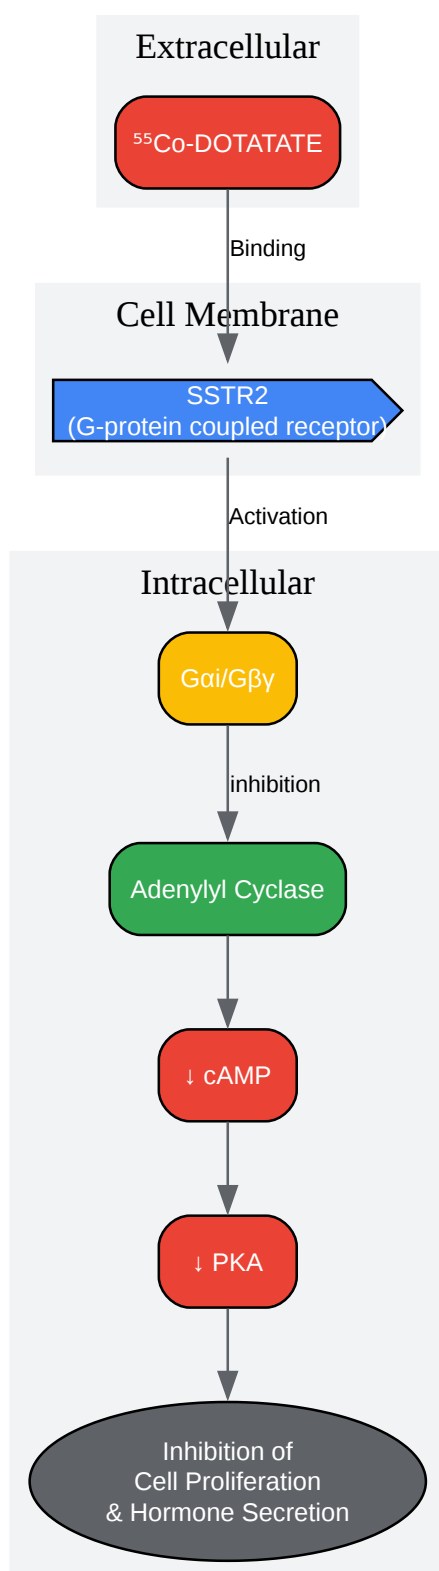 Extracellular
⁵⁵Co-DOTATATE
Binding
Cell Membrane
SSTR2
(G-protein coupled receptor)
Activation
Intracellular
Gαi/Gβγ
inhibition
Adenylyl Cyclase
↓ cAMP
↓ PKA
Inhibition of
Cell Proliferation
& Hormone Secretion